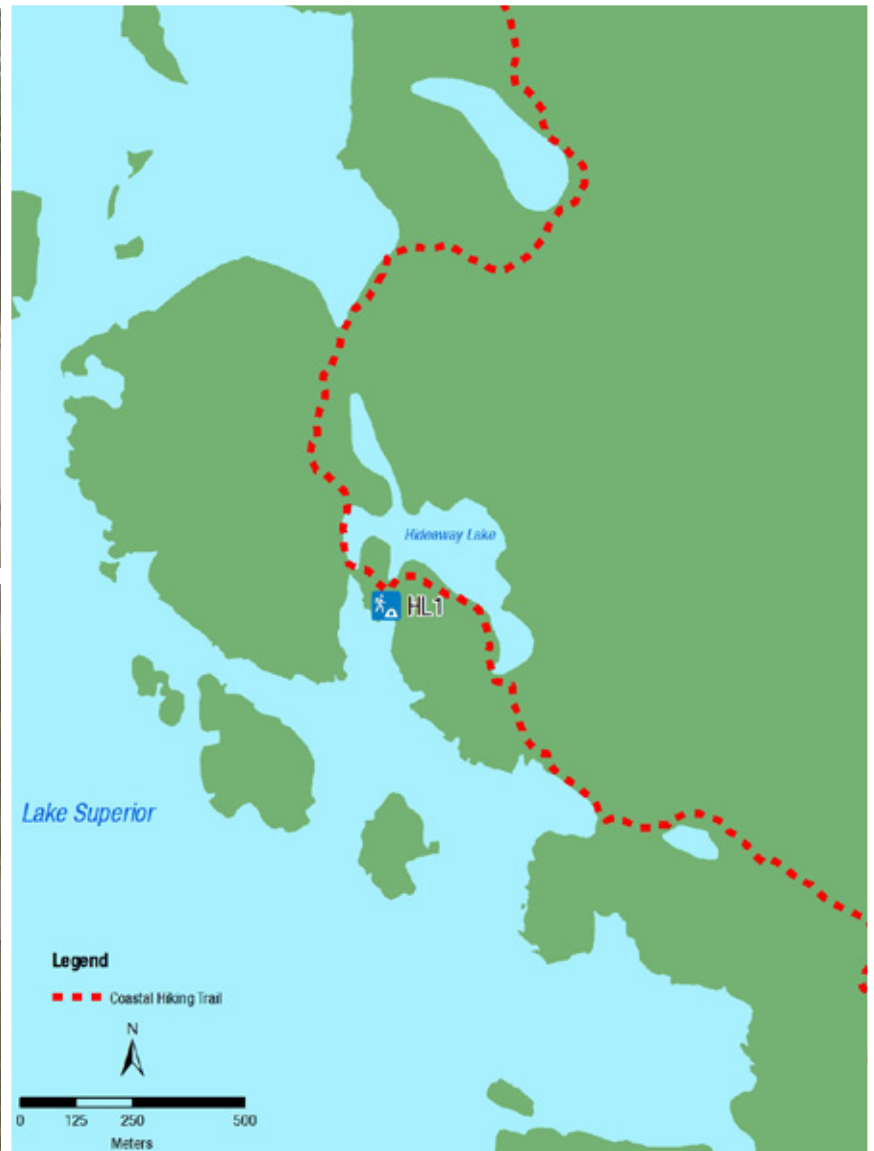 Hideaway Lake
HL1
Lake Superior
Legend
Coastal Hiking Trail
N
0 125 250 500
Meters